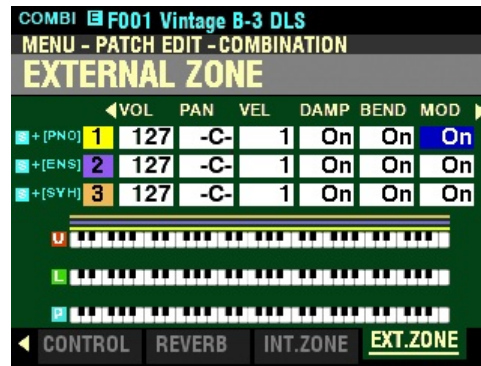 COMBI E F001 Vintage B-3 DLS
MENU - PATCH EDIT - COMBINATION
EXTERNAL ZONE
VOL PAN VEL DAMP BEND MOD
S+[PNO] 1 127 -C- 1 On On On
S+[ENS] 2 127 -C- 1 On On On
S+[SYH] 3 127 -C- 1 On On On
U
L
P
CONTROL REVERB INT.ZONE EXT.ZONE